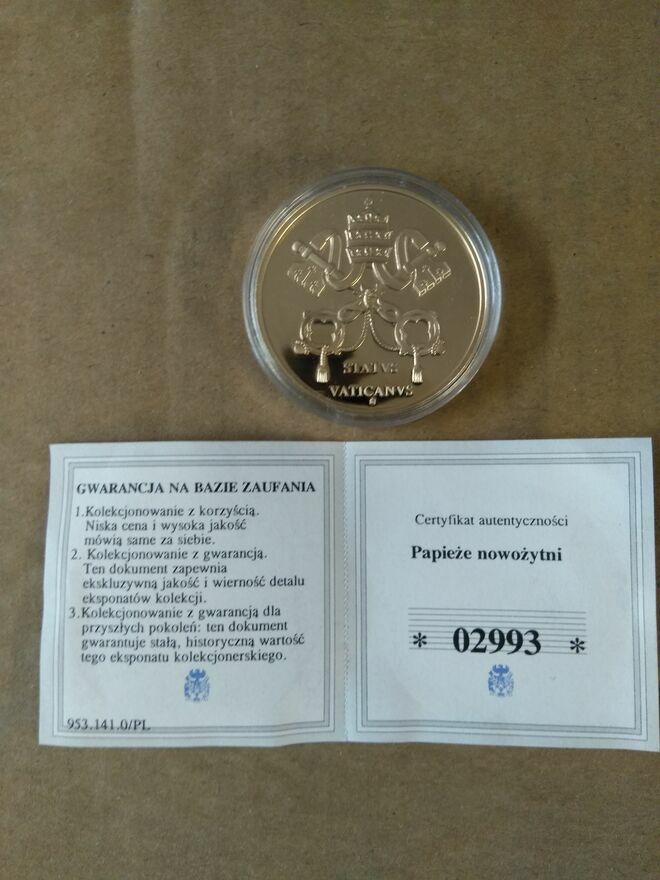 STATVS
VATICANVS
GWARANCJA NA BAZIE ZAUFANIA
1.Kolekcjonowanie z korzyścią.
Niska cena i wysoka jakość
mówią same za siebie.
2. Kolekcjonowanie z gwarancją.
Ten dokument zapewnia
ekskluzywną jakość i wierność detalu
eksponatów kolekcji.
3.Kolekcjonowanie z gwarancją dla
przyszłych pokoleń: ten dokument
gwarantuje stałą, historyczną wartość
tego eksponatu kolekcjonerskiego.
953.141.0/PL
Certyfikat autentyczności
Papieże nowożytni
* 02993 *